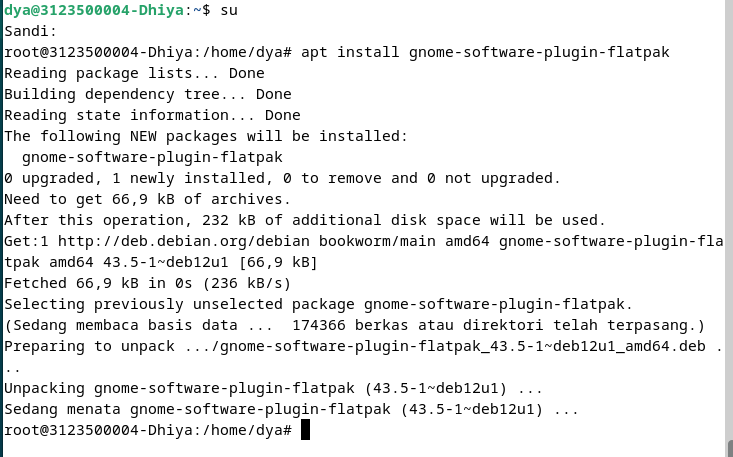 dya@3123500004-Dhiya:~$ su
Sandi:
root@3123500004-Dhiya:/home/dya# apt install gnome-software-plugin-flatpak
Reading package lists... Done
Building dependency tree... Done
Reading state information... Done
The following NEW packages will be installed:
  gnome-software-plugin-flatpak
0 upgraded, 1 newly installed, 0 to remove and 0 not upgraded.
Need to get 66,9 kB of archives.
After this operation, 232 kB of additional disk space will be used.
Get:1 http://deb.debian.org/debian bookworm/main amd64 gnome-software-plugin-fla
tpak amd64 43.5-1~deb12u1 [66,9 kB]
Fetched 66,9 kB in 0s (236 kB/s)
Selecting previously unselected package gnome-software-plugin-flatpak.
(Sedang membaca basis data ...  174366 berkas atau direktori telah terpasang.)
Preparing to unpack .../gnome-software-plugin-flatpak_43.5-1~deb12u1_amd64.deb .
..
Unpacking gnome-software-plugin-flatpak (43.5-1~deb12u1) ...
Sedang menata gnome-software-plugin-flatpak (43.5-1~deb12u1) ...
root@3123500004-Dhiya:/home/dya#